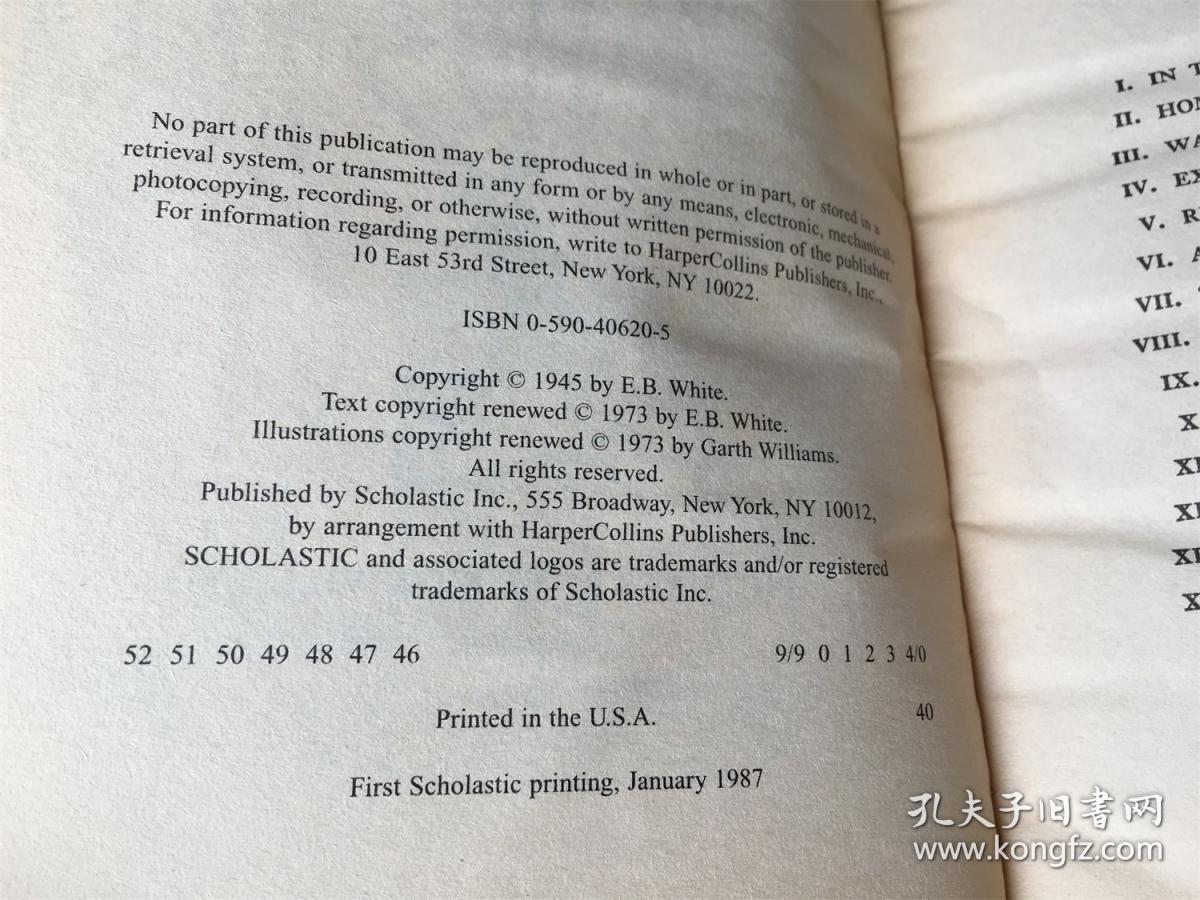 No part of this publication may be reproduced in whole or in part, or stored in a
retrieval system, or transmitted in any form or by any means, electronic, mechanical,
photocopying, recording, or otherwise, without written permission of the publisher.
For information regarding permission, write to HarperCollins Publishers, Inc.,
10 East 53rd Street, New York, NY 10022.
ISBN 0-590-40620-5
Copyright © 1945 by E.B. White.
Text copyright renewed © 1973 by E.B. White.
Illustrations copyright renewed © 1973 by Garth Williams.
All rights reserved.
Published by Scholastic Inc., 555 Broadway, New York, NY 10012,
by arrangement with HarperCollins Publishers, Inc.
SCHOLASTIC and associated logos are trademarks and/or registered
trademarks of Scholastic Inc.
52 51 50 49 48 47 46 9/9 0 1 2 3 4/0
Printed in the U.S.A. 40
First Scholastic printing, January 1987
I. IN
II.
III.
IV.
V.
VI.
VII.
VIII.
IX.
孔夫子旧书网
www.kongfz.com